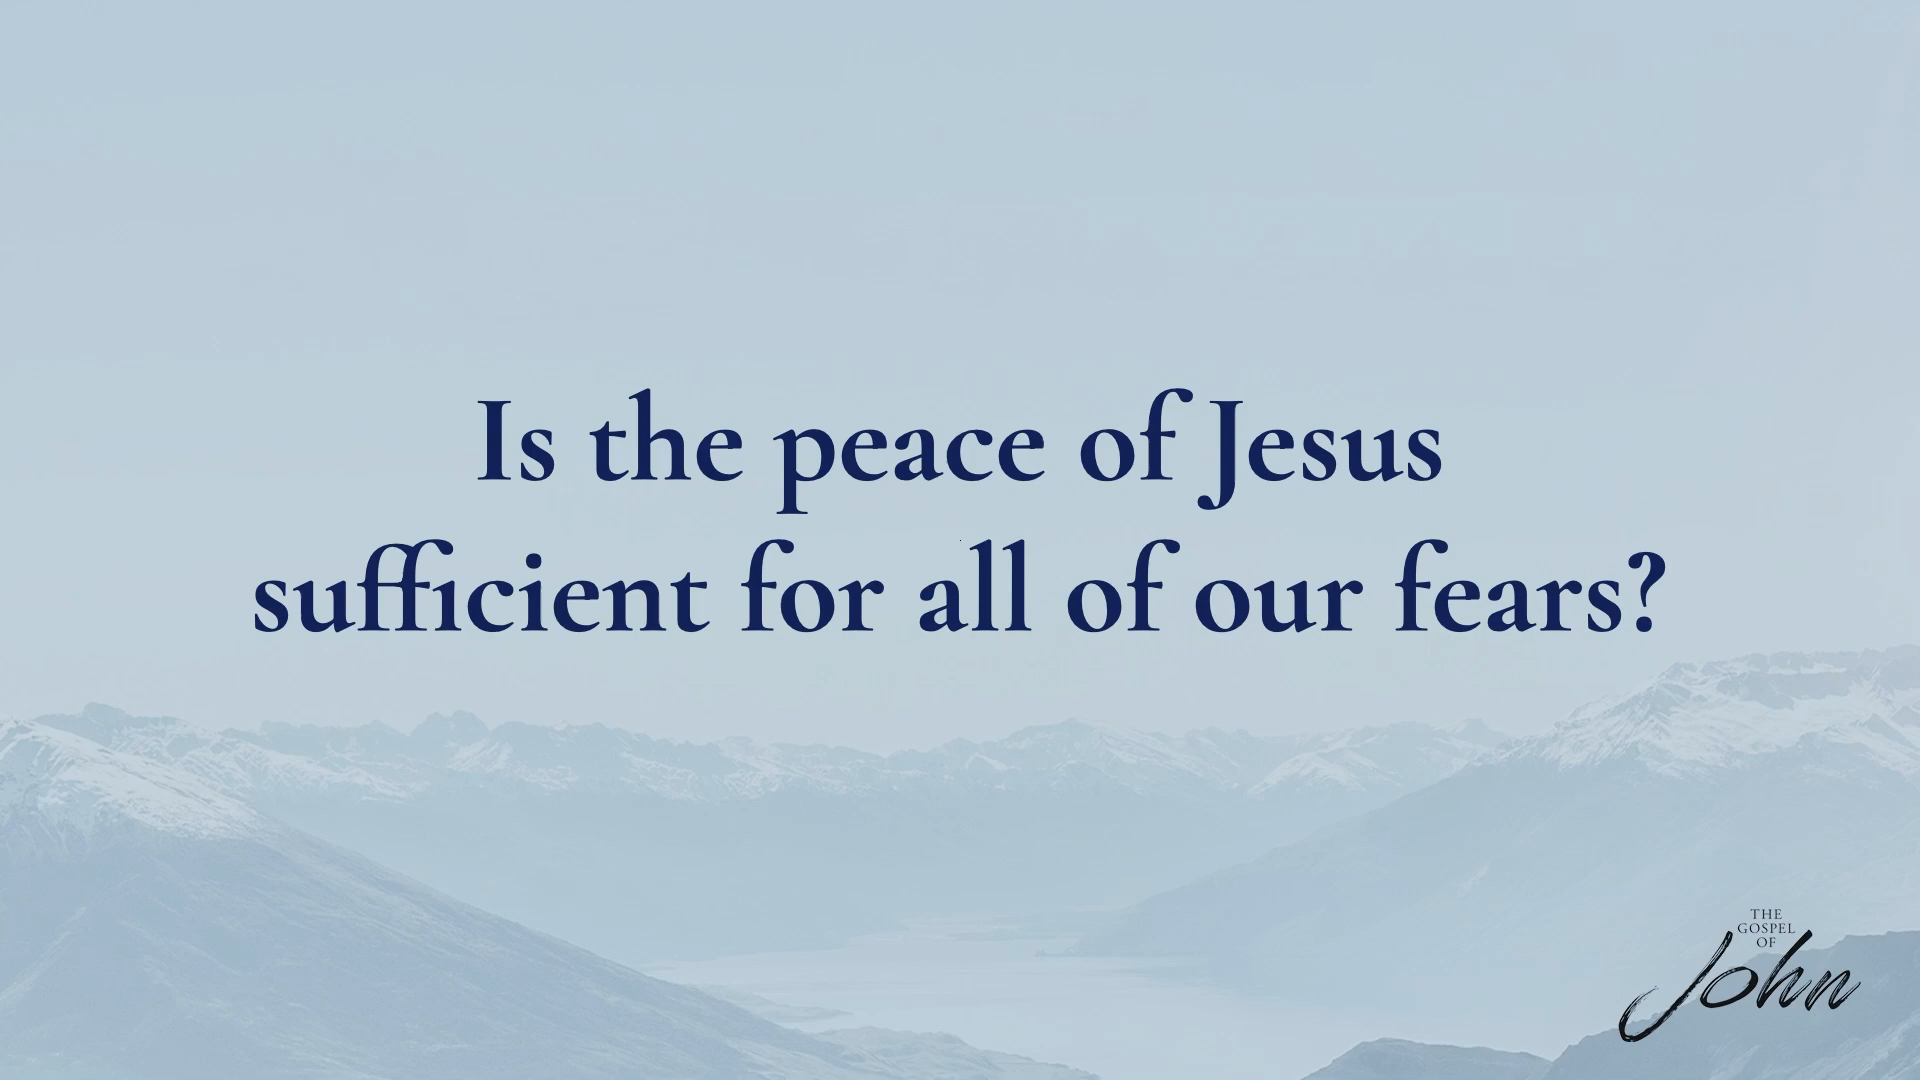 Is the peace of Jesus
sufficient for all of our fears?
THE
GOSPEL
OF
John